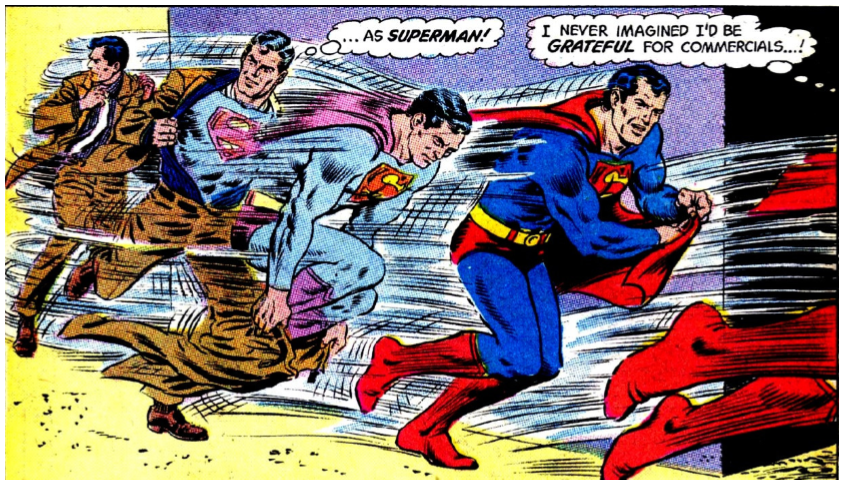 ... AS SUPERMAN!
I NEVER IMAGINED I'D BE
GRATEFUL FOR COMMERCIALS...!
S
S
S